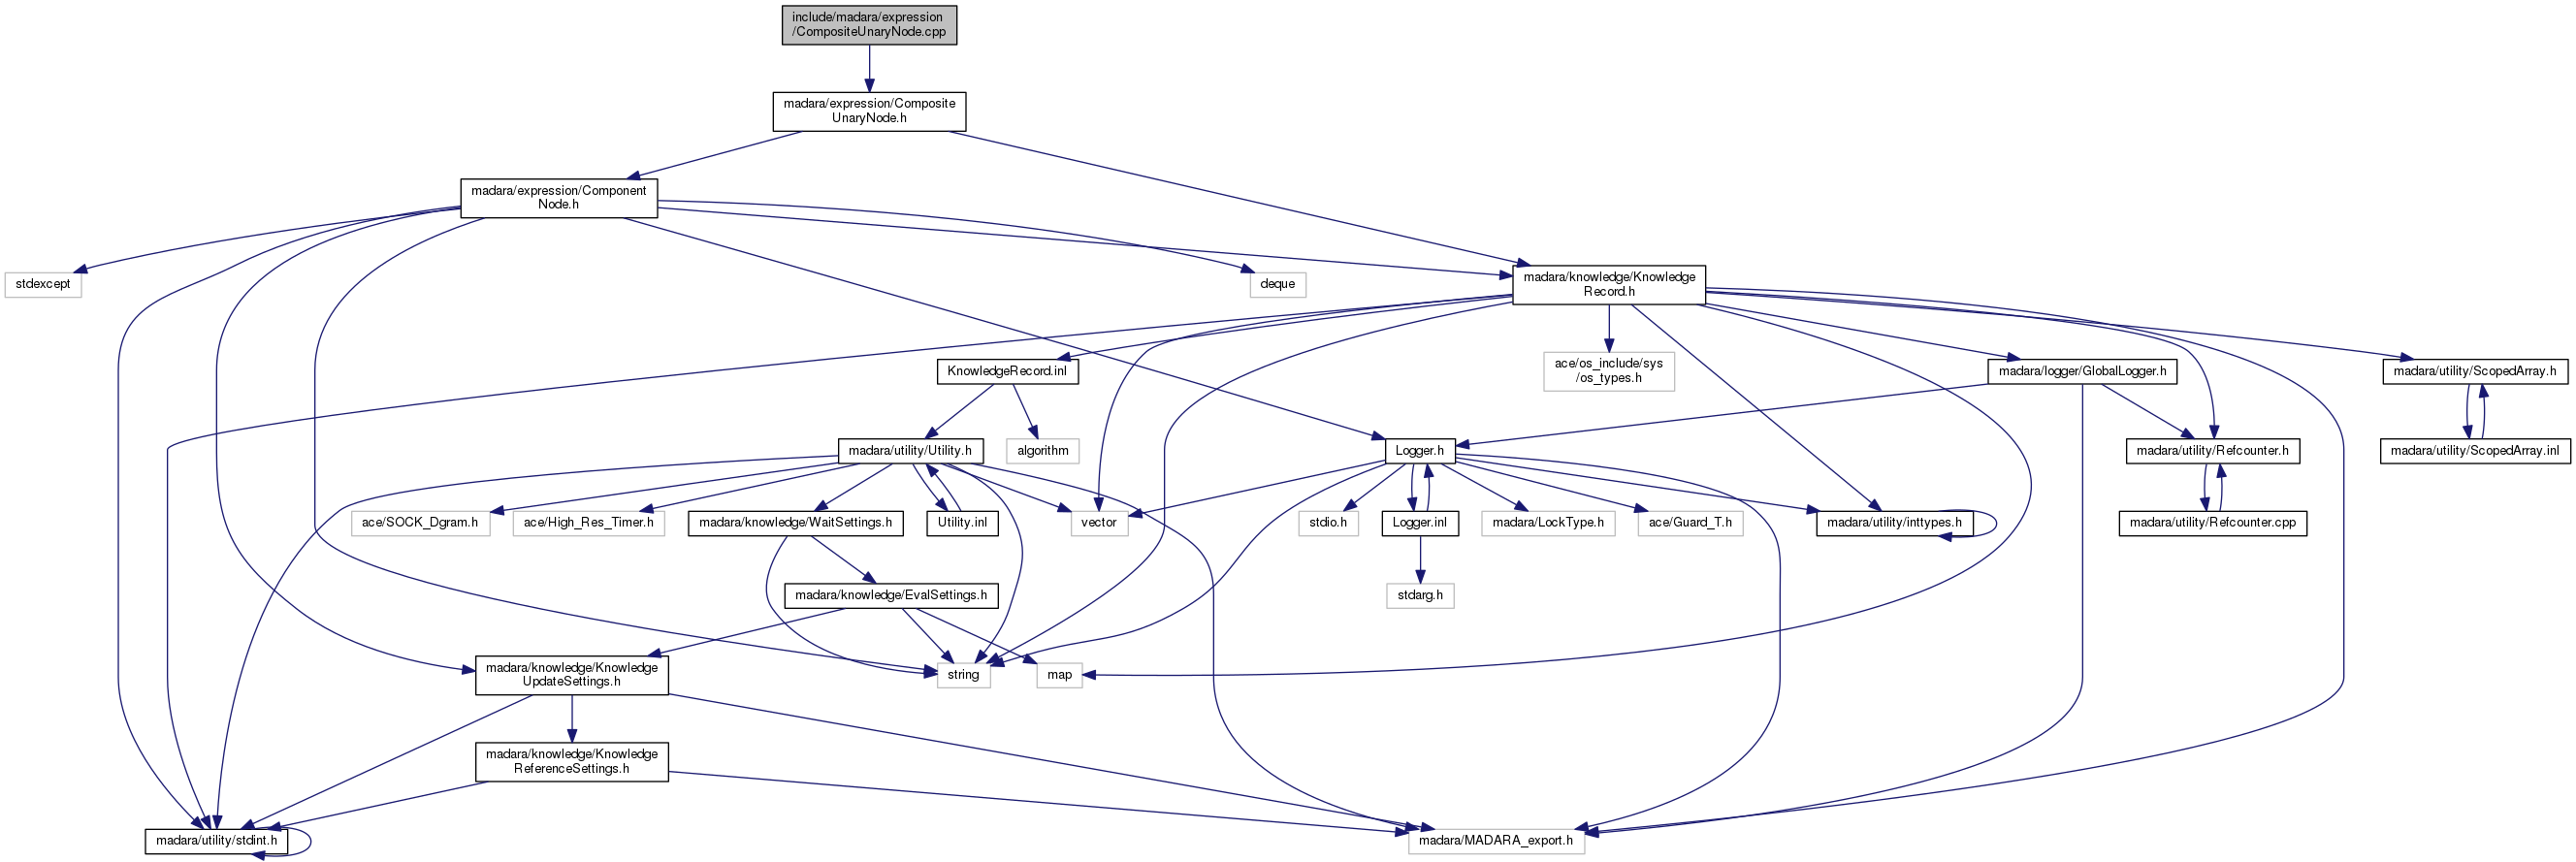 include/madara/expression
/CompositeUnaryNode.cpp
madara/expression/Composite
UnaryNode.h
madara/expression/Component
Node.h
stdexcept
deque
madara/knowledge/Knowledge
Record.h
KnowledgeRecord.inl
ace/os_include/sys
/os_types.h
madara/logger/GlobalLogger.h
madara/utility/ScopedArray.h
madara/utility/Utility.h
algorithm
Logger.h
madara/utility/Refcounter.h
madara/utility/ScopedArray.inl
ace/SOCK_Dgram.h
ace/High_Res_Timer.h
madara/knowledge/WaitSettings.h
Utility.inl
vector
stdio.h
Logger.inl
madara/LockType.h
ace/Guard_T.h
madara/utility/inttypes.h
madara/utility/Refcounter.cpp
madara/knowledge/EvalSettings.h
stdarg.h
madara/knowledge/Knowledge
UpdateSettings.h
string
map
madara/knowledge/Knowledge
ReferenceSettings.h
madara/utility/stdint.h
madara/MADARA_export.h